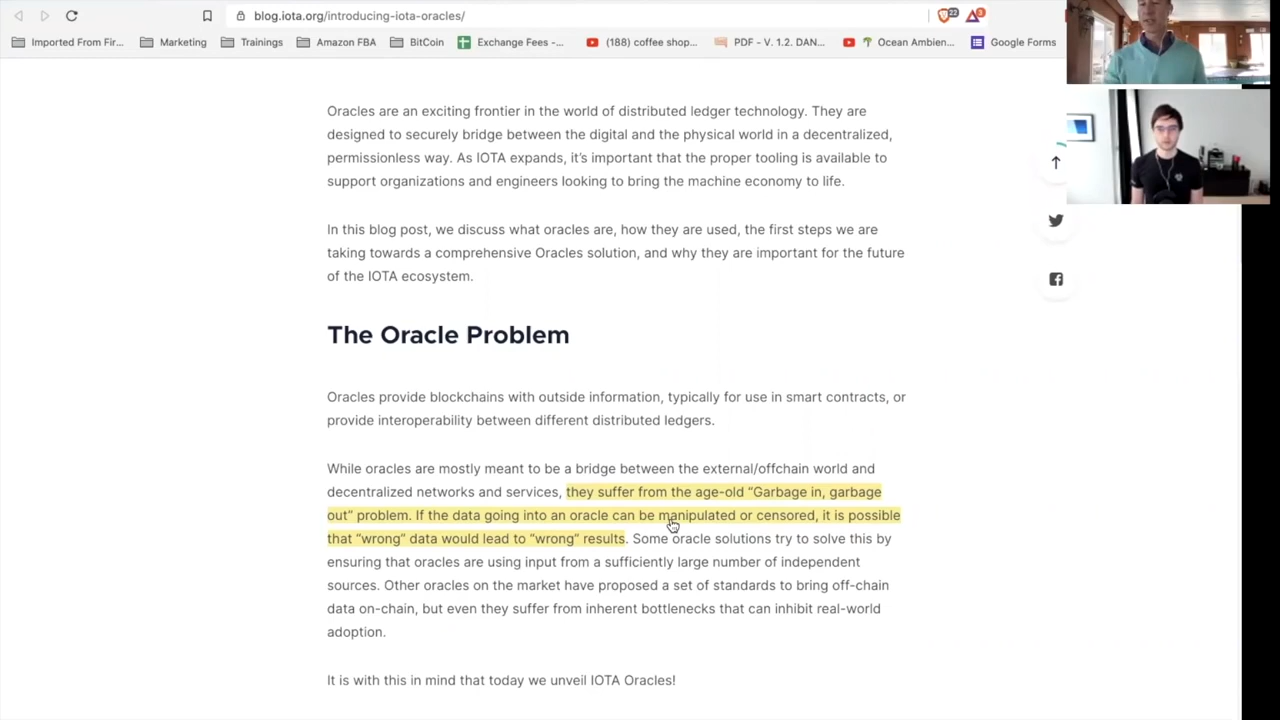 blog.iota.org/introducing-iota-oracles/
22
3
Imported From Fir...
Marketing
Trainings
Amazon FBA
BitCoin
Exchange Fees -...
(188) coffee shop...
PDF - V. 1.2. DAN...
Ocean Ambien...
Google Forms
Oracles are an exciting frontier in the world of distributed ledger technology. They are
designed to securely bridge between the digital and the physical world in a decentralized,
permissionless way. As IOTA expands, it's important that the proper tooling is available to
support organizations and engineers looking to bring the machine economy to life.
In this blog post, we discuss what oracles are, how they are used, the first steps we are
taking towards a comprehensive Oracles solution, and why they are important for the future
of the IOTA ecosystem.
The Oracle Problem
Oracles provide blockchains with outside information, typically for use in smart contracts, or
provide interoperability between different distributed ledgers.
While oracles are mostly meant to be a bridge between the external/offchain world and
decentralized networks and services, they suffer from the age-old “Garbage in, garbage
out” problem. If the data going into an oracle can be manipulated or censored, it is possible
that “wrong” data would lead to “wrong” results. Some oracle solutions try to solve this by
ensuring that oracles are using input from a sufficiently large number of independent
sources. Other oracles on the market have proposed a set of standards to bring off-chain
data on-chain, but even they suffer from inherent bottlenecks that can inhibit real-world
adoption.
It is with this in mind that today we unveil IOTA Oracles!